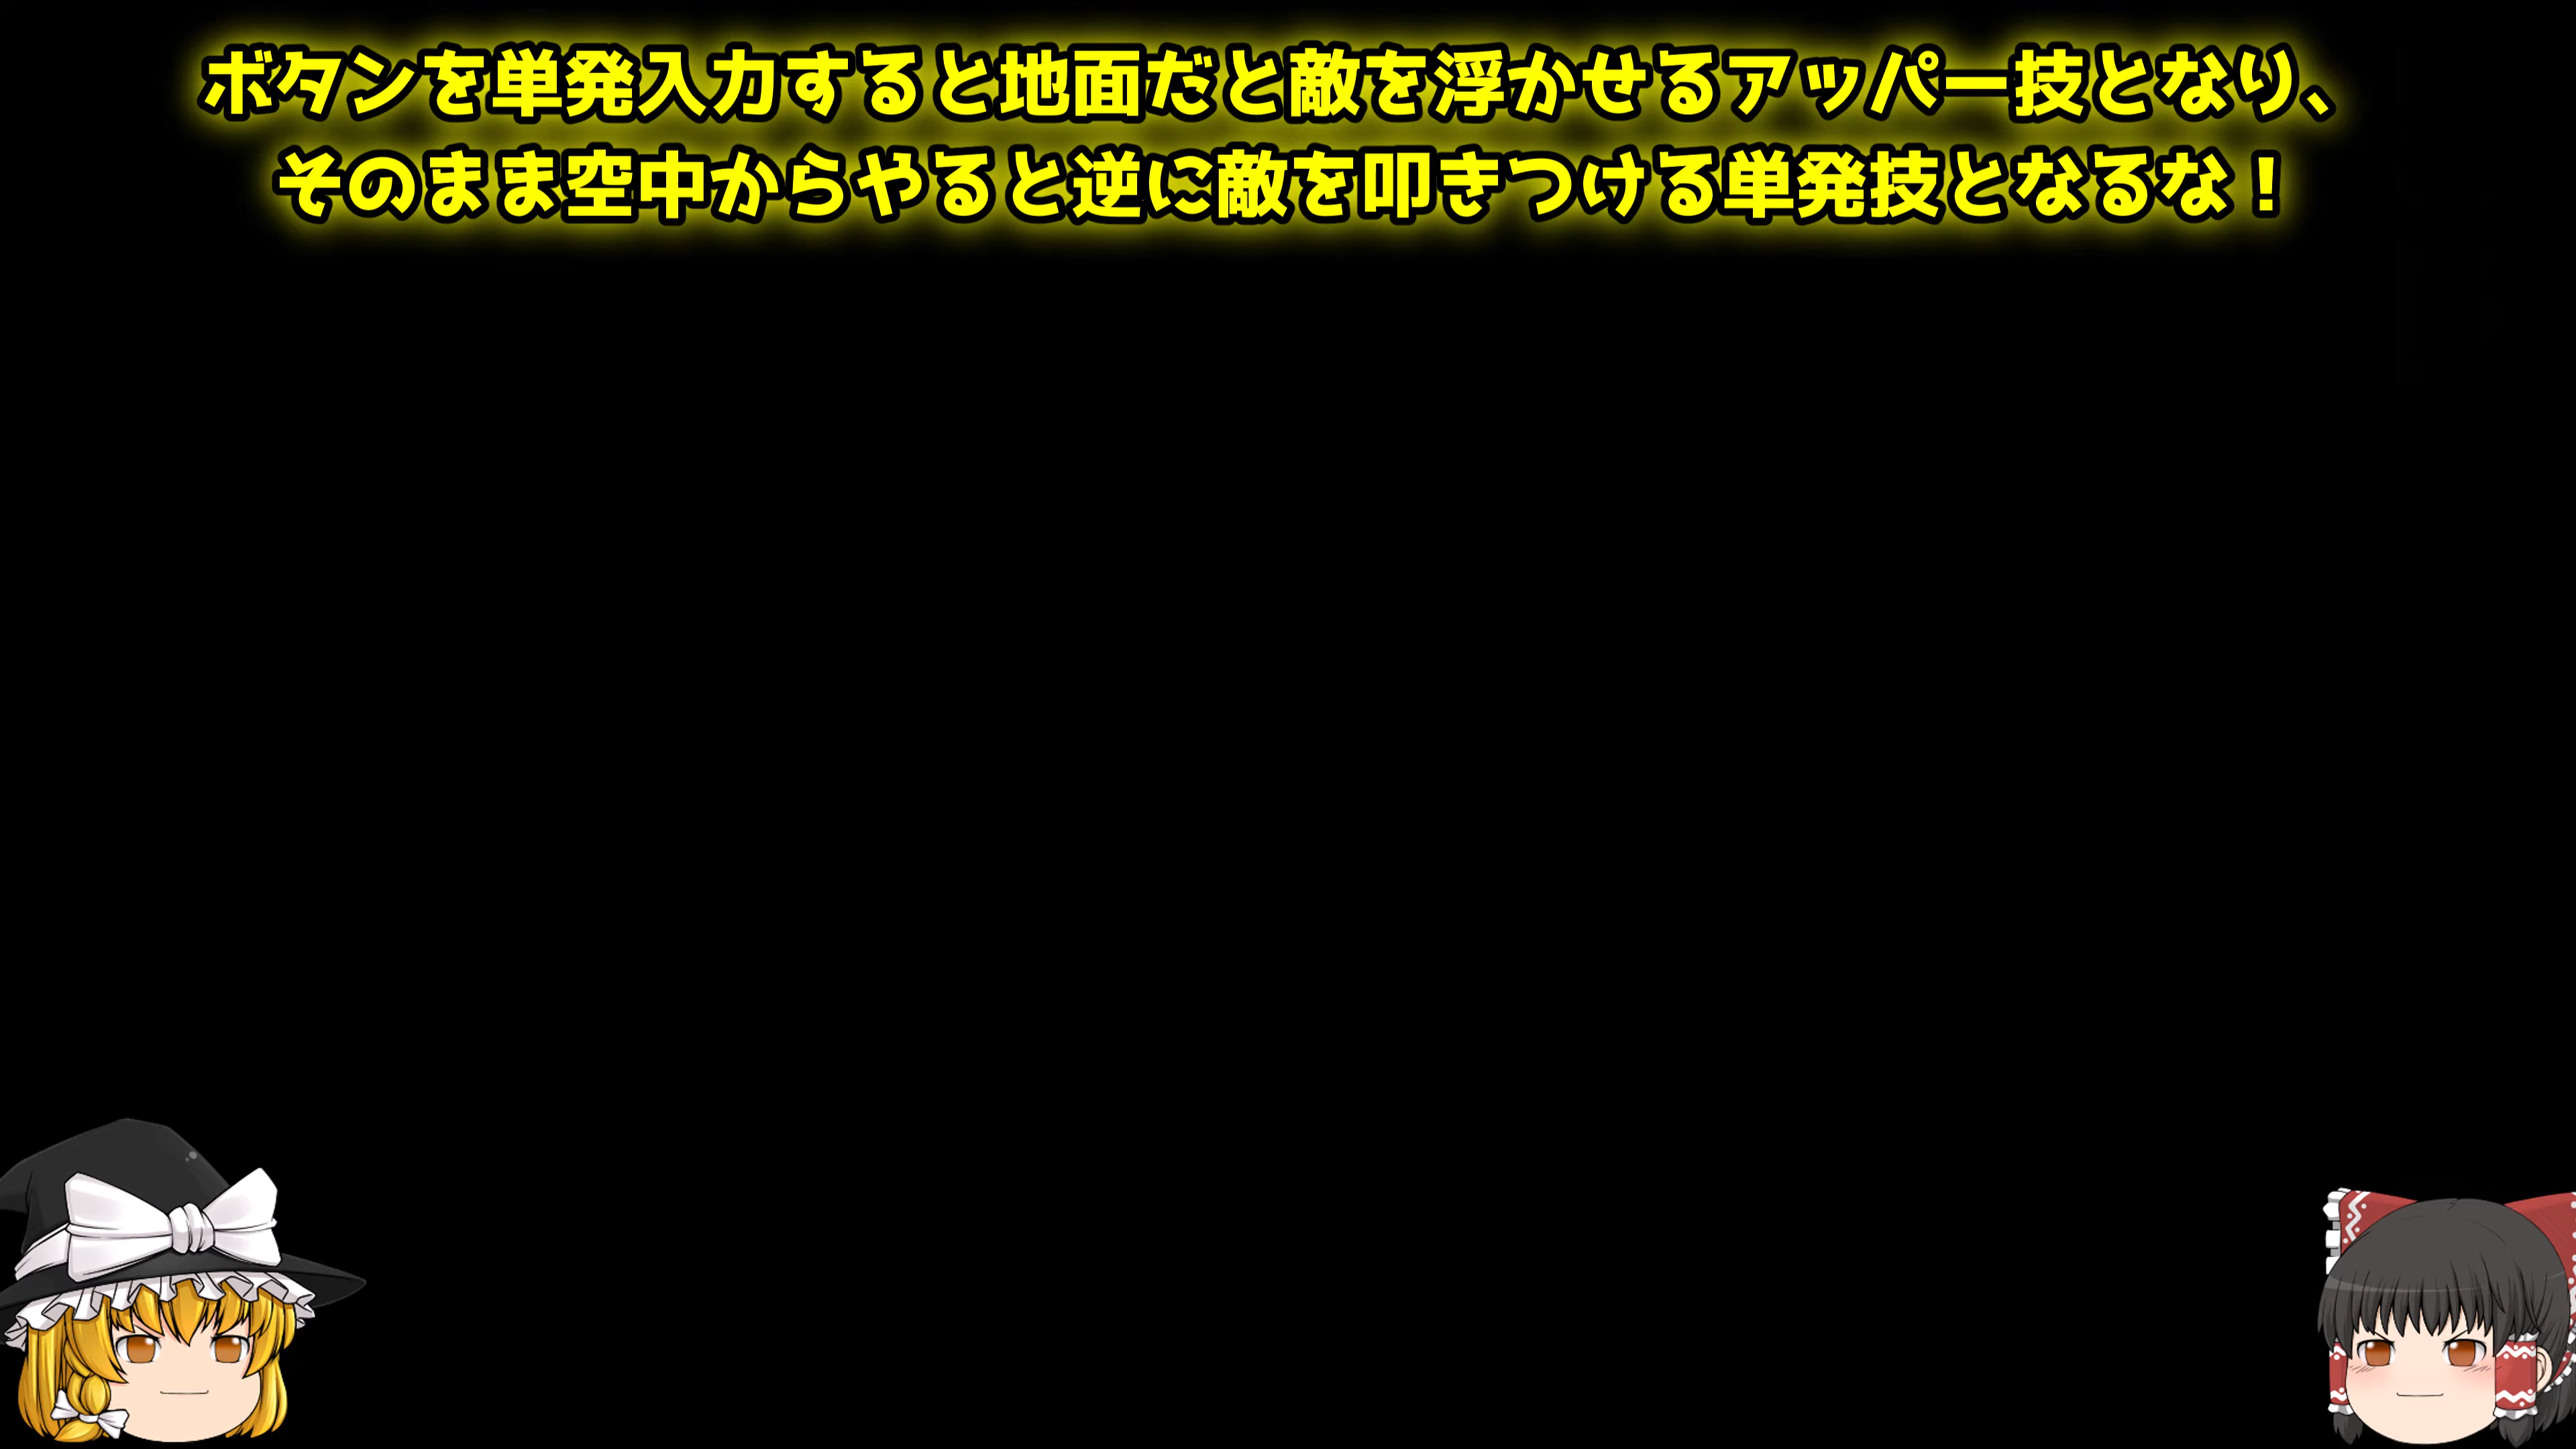 ボタンを単発入力すると地面だと敵を浮かせるアッパー技となり、
そのまま空中からやると逆に敵を叩きつける単発技となるな！